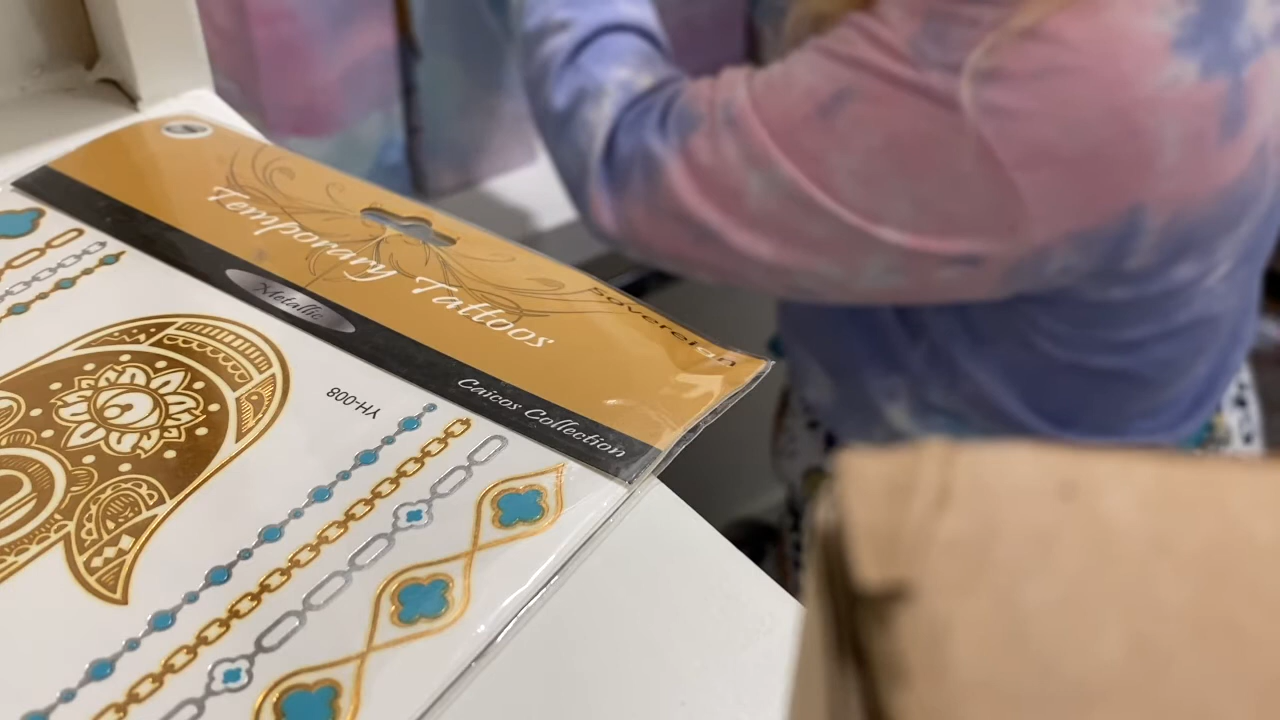 Temporary Tattoos
Sovereign
Metallic
Caicos Collection
YH-008